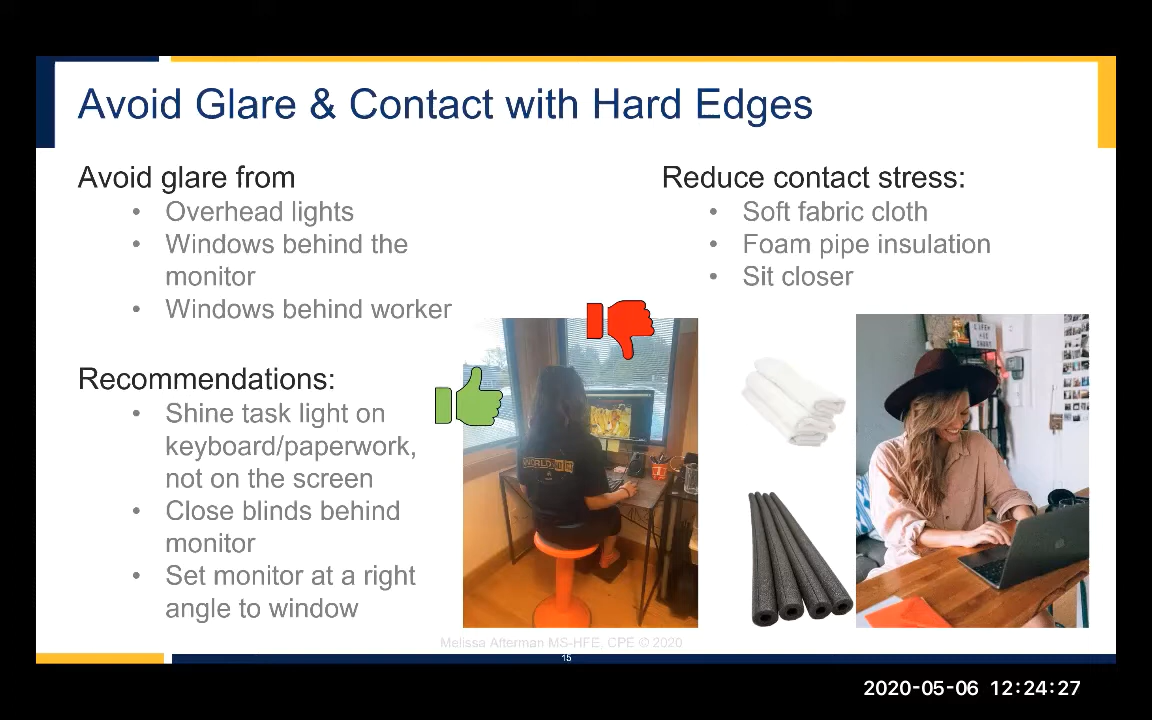 Avoid Glare & Contact with Hard Edges
Avoid glare from
• Overhead lights
• Windows behind the
monitor
• Windows behind worker
Recommendations:
• Shine task light on
keyboard/paperwork,
not on the screen
• Close blinds behind
monitor
• Set monitor at a right
angle to window
Reduce contact stress:
• Soft fabric cloth
• Foam pipe insulation
• Sit closer
Melissa Afterman MS-HFE, CPE © 2020
15
2020-05-06 12:24:27